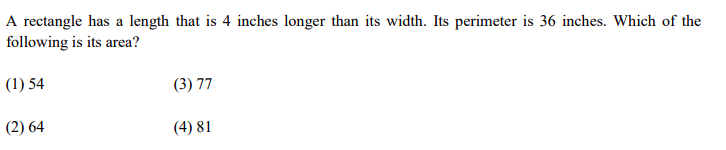 A rectangle has a length that is 4 inches longer than its width. Its perimeter is 36 inches. Which of the
following is its area?
(1) 54 (3) 77
(2) 64 (4) 81